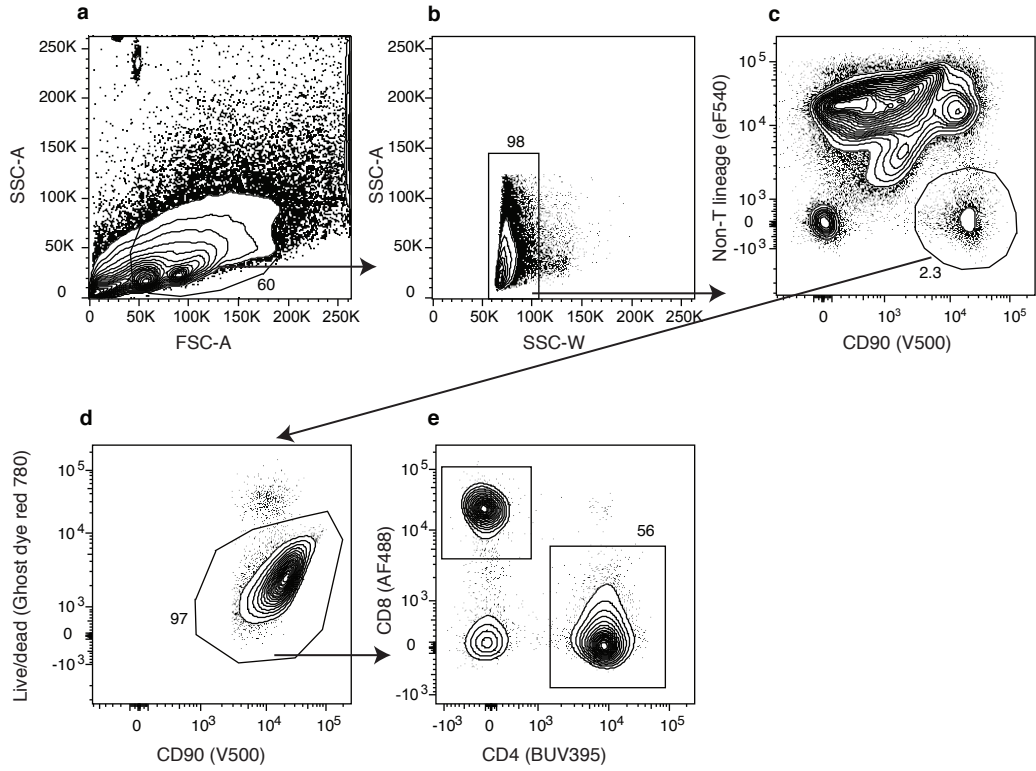 a
250K
200K
150K
100K
50K
0
SSC-A
60
0 50K 100K 150K 200K 250K
FSC-A
b
250K
200K
150K
100K
50K
0
SSC-A
98
0 50K 100K 150K 200K 250K
SSC-W
c
10⁵
10⁴
10³
0
-10³
Non-T lineage (eF540)
2.3
0 10³ 10⁴ 10⁵
CD90 (V500)
d
10⁵
10⁴
10³
0
-10³
Live/dead (Ghost dye red 780)
97
0 10³ 10⁴ 10⁵
CD90 (V500)
e
10⁵
10⁴
10³
0
-10³
CD8 (AF488)
56
-10³ 0 10³ 10⁴ 10⁵
CD4 (BUV395)